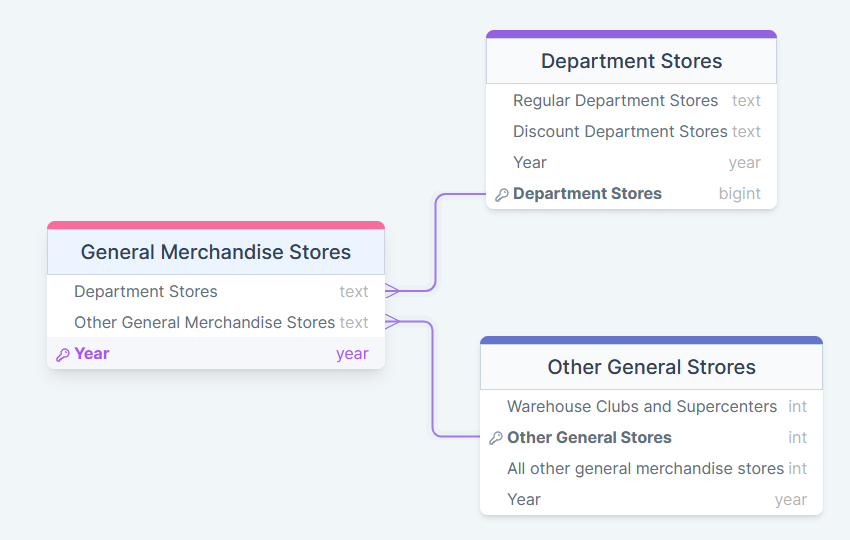 Department Stores
Regular Department Stores text
Discount Department Stores text
Year year
Department Stores bigint
General Merchandise Stores
Department Stores text
Other General Merchandise Stores text
Year year
Other General Strores
Warehouse Clubs and Supercenters int
Other General Stores int
All other general merchandise stores int
Year year